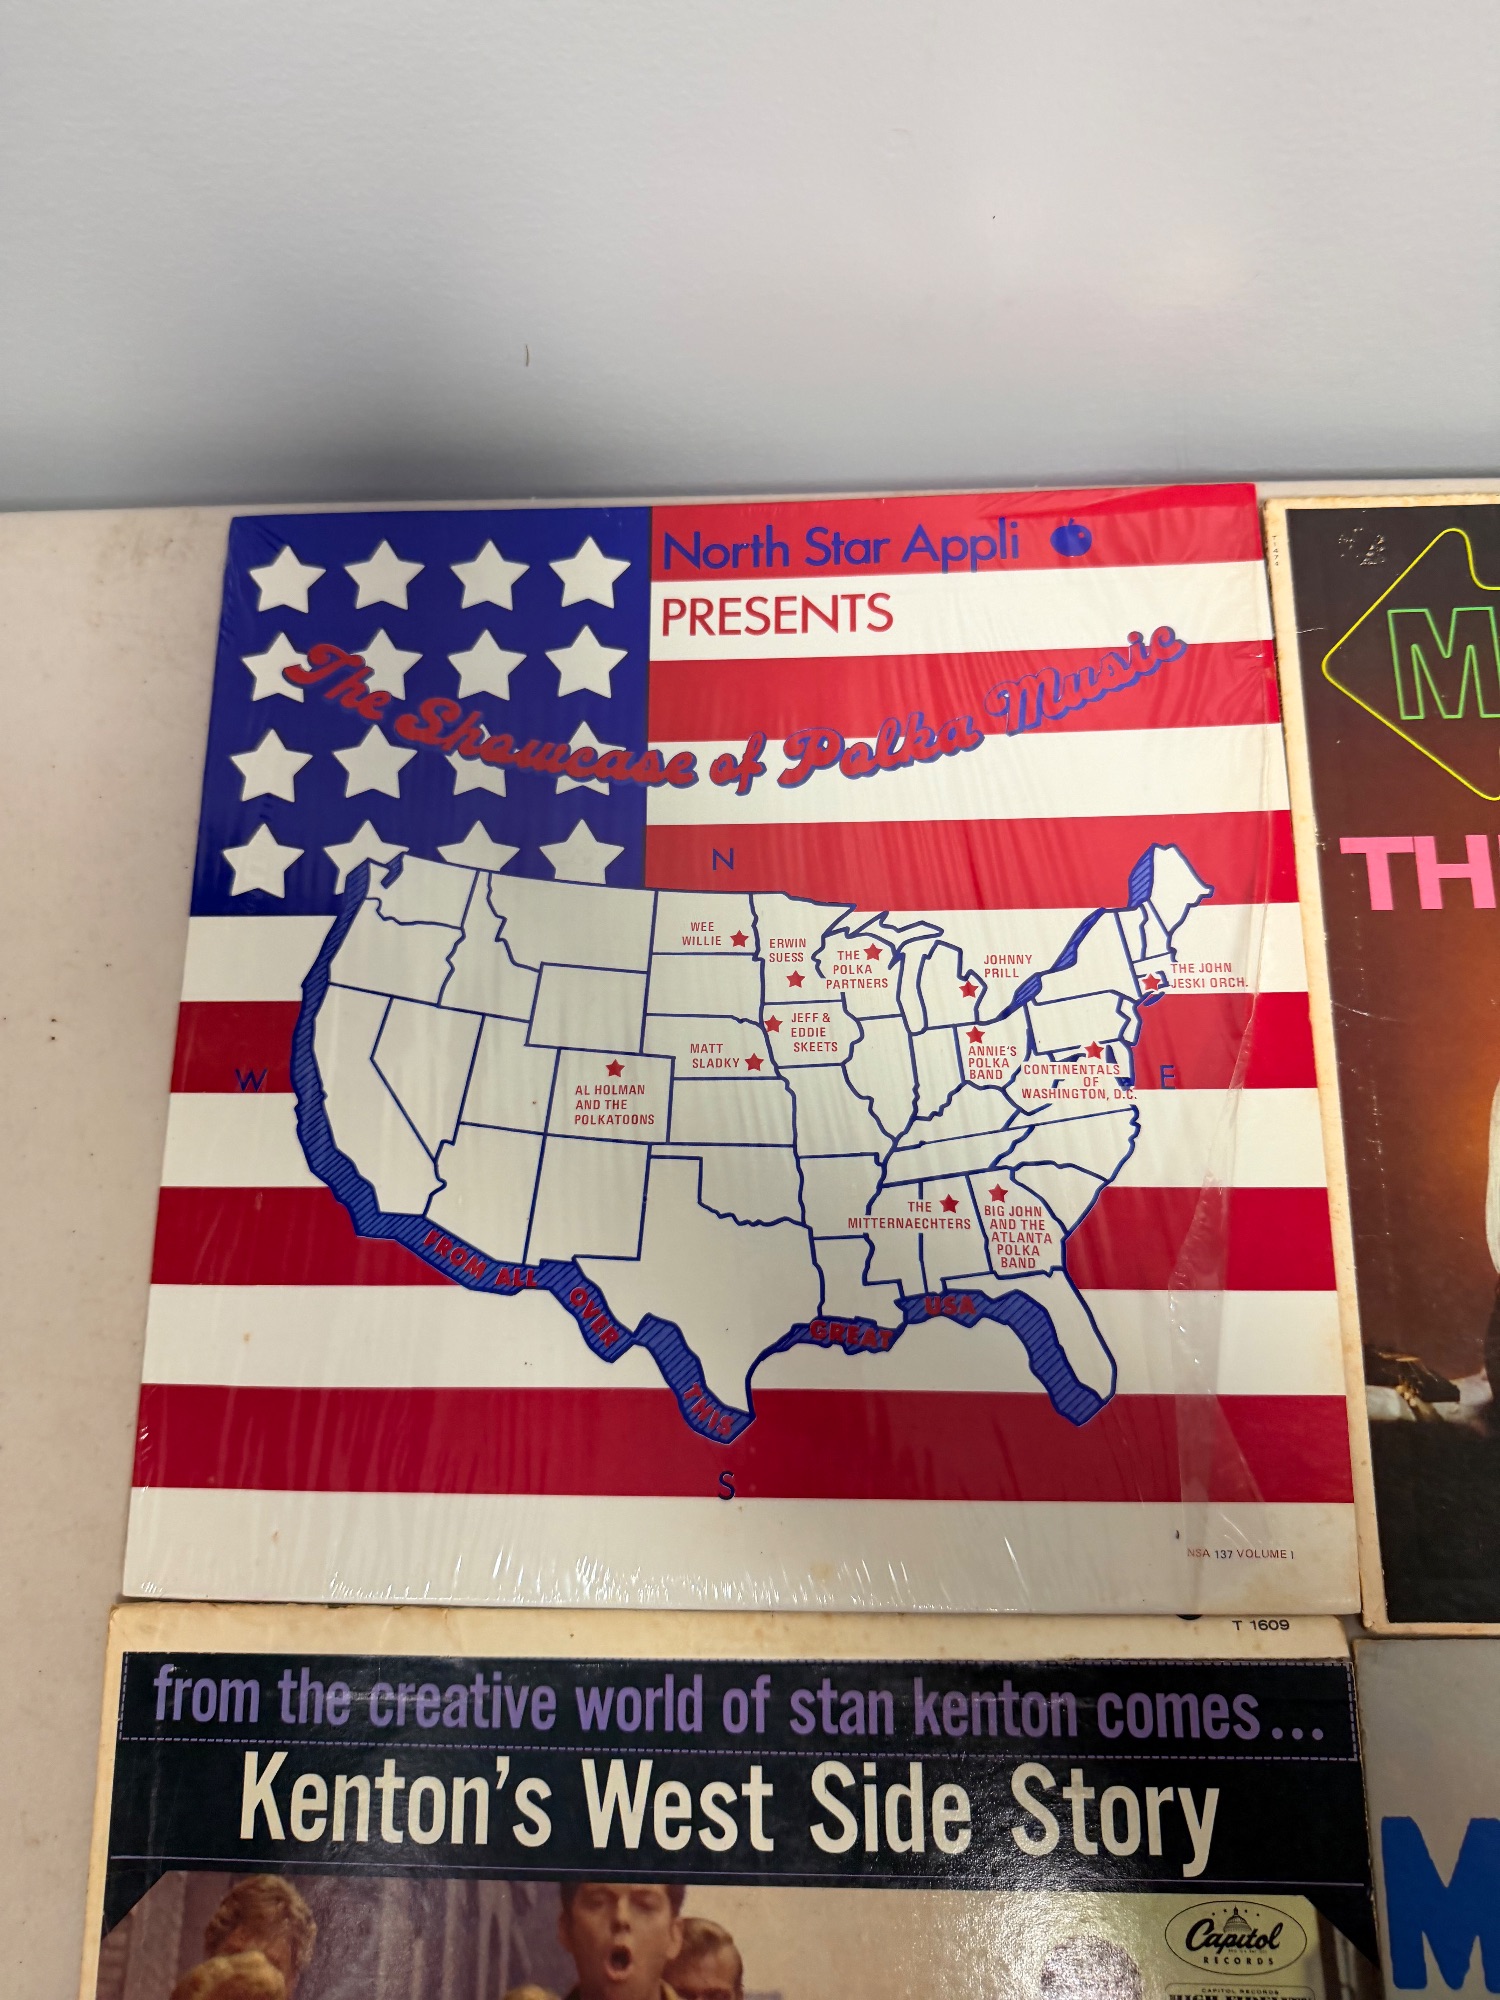 North Star Appli
PRESENTS
The Showcase of Polka Music
N
WEE
WILLIE
ERWIN
SUESS
THE
POLKA
PARTNERS
JOHNNY
PRILL
THE JOHN
JESKI ORCH.
JEFF &
EDDIE
SKEETS
MATT
SLADKY
ANNIE'S
POLKA
BAND
CONTINENTALS
OF
WASHINGTON, D.C.
W
E
AL HOLMAN
AND THE
POLKATOONS
THE
MITTERNAECHTERS
BIG JOHN
AND THE
ATLANTA
POLKA
BAND
FROM ALL OVER THIS GREAT USA
S
NSA 137 VOLUME I
T 1609
from the creative world of stan kenton comes...
Kenton's West Side Story
Capitol
RECORDS
CAPITOL RECORDS
M
TH
M